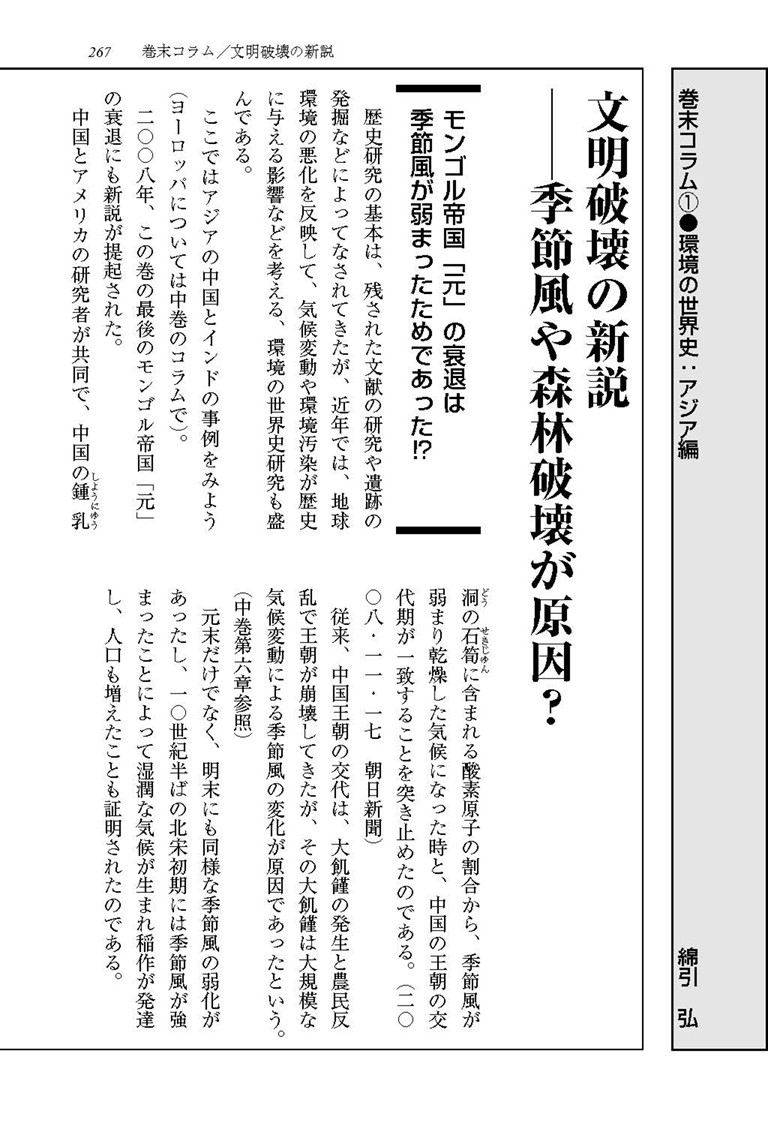 267　巻末コラム／文明破壊の新説
巻末コラム①●環境の世界史：アジア編　綿引　弘
文明破壊の新説
――季節風や森林破壊が原因？
モンゴル帝国「元」の衰退は
季節風が弱まったためであった!?
　歴史研究の基本は、残された文献の研究や遺跡の
発掘などによってなされてきたが、近年では、地球
環境の悪化を反映して、気候変動や環境汚染が歴史
に与える影響などを考える、環境の世界史研究も盛
んである。
　ここではアジアの中国とインドの事例をみよう
（ヨーロッパについては中巻のコラムで）。
　二〇〇八年、この巻の最後のモンゴル帝国「元」
の衰退にも新説が提起された。
　中国とアメリカの研究者が共同で、中国の鍾乳
しようにゆう
洞の石筍に含まれる酸素原子の割合から、季節風が
どう　せきじゆん
弱まり乾燥した気候になった時と、中国の王朝の交
代期が一致することを突き止めたのである。（二〇
〇八・一一・一七　朝日新聞）
　従来、中国王朝の交代は、大飢饉の発生と農民反
乱で王朝が崩壊してきたが、その大飢饉は大規模な
気候変動による季節風の変化が原因であったという。
（中巻第六章参照）
　元末だけでなく、明末にも同様な季節風の弱化が
あったし、一〇世紀半ばの北宋初期には季節風が強
まったことによって湿潤な気候が生まれ稲作が発達
し、人口も増えたことも証明されたのである。